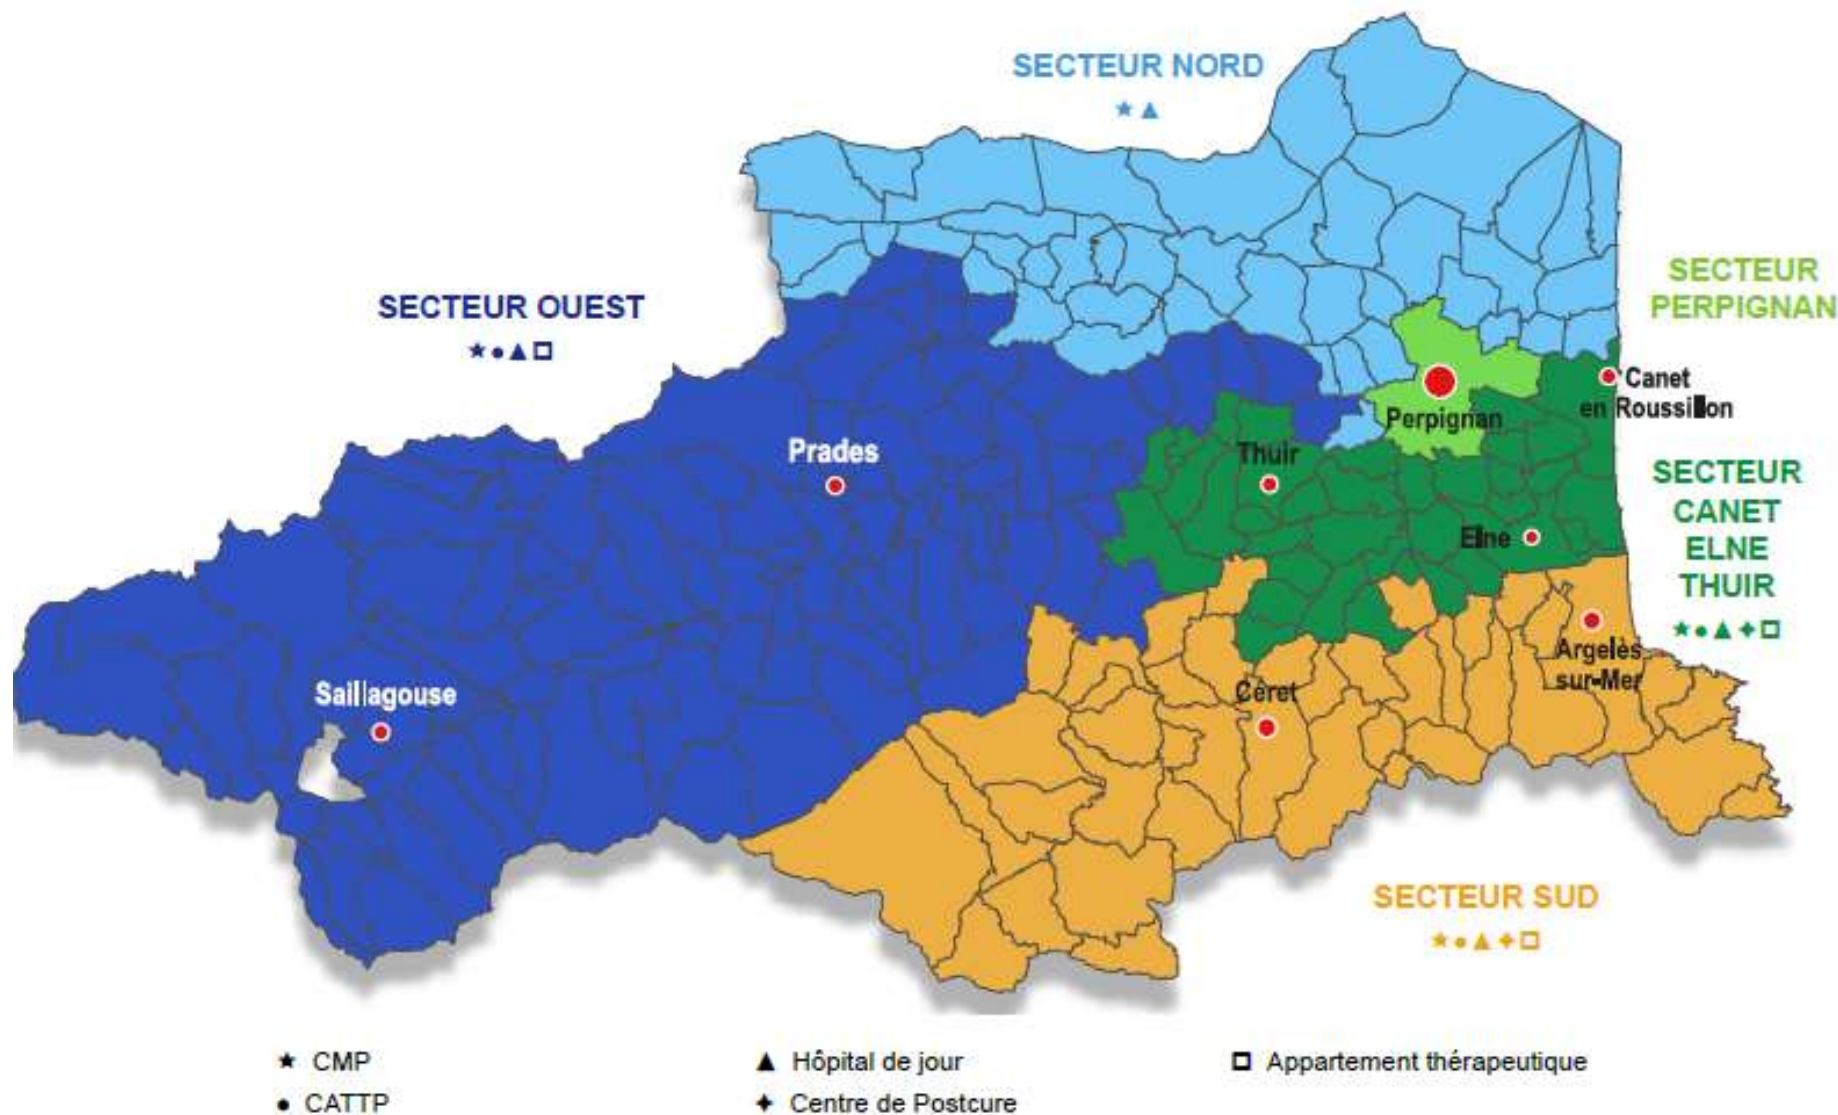 SECTEUR NORD
★ ▲
SECTEUR
PERPIGNAN
SECTEUR OUEST
★ ● ▲ ◘
Canet
en Roussillon
Perpignan
Prades
Thuir
SECTEUR
CANET
ELNE
THUIR
★ ● ▲ ✦ ◘
Elne
Argelès
sur-Mer
Saillagouse
Céret
SECTEUR SUD
★ ● ▲ ✦ ◘
★ CMP
▲ Hôpital de jour
◘ Appartement thérapeutique
● CATTP
✦ Centre de Postcure